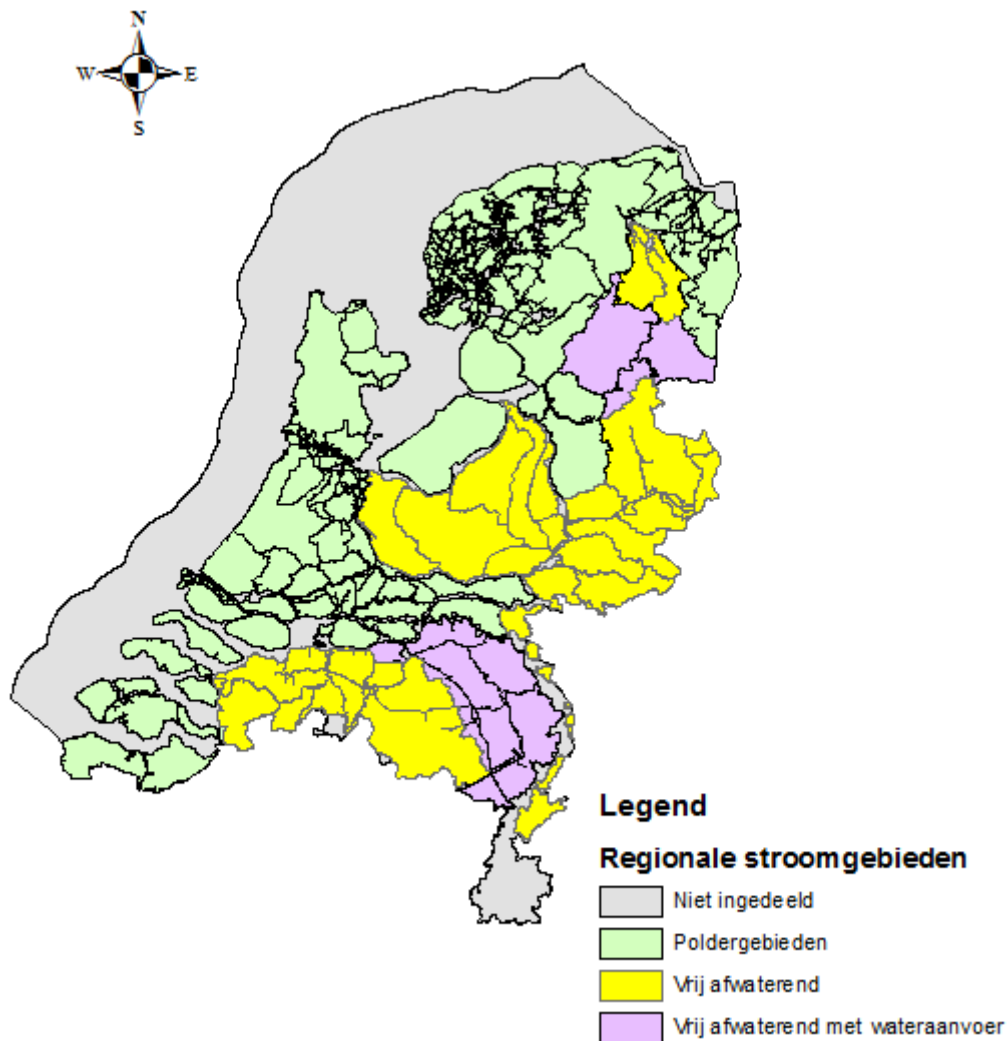 N
W E
S
Legend
Regionale stroomgebieden
Niet ingedeeld
Poldergebieden
Vrij afwaterend
Vrij afwaterend met wateraanvoer